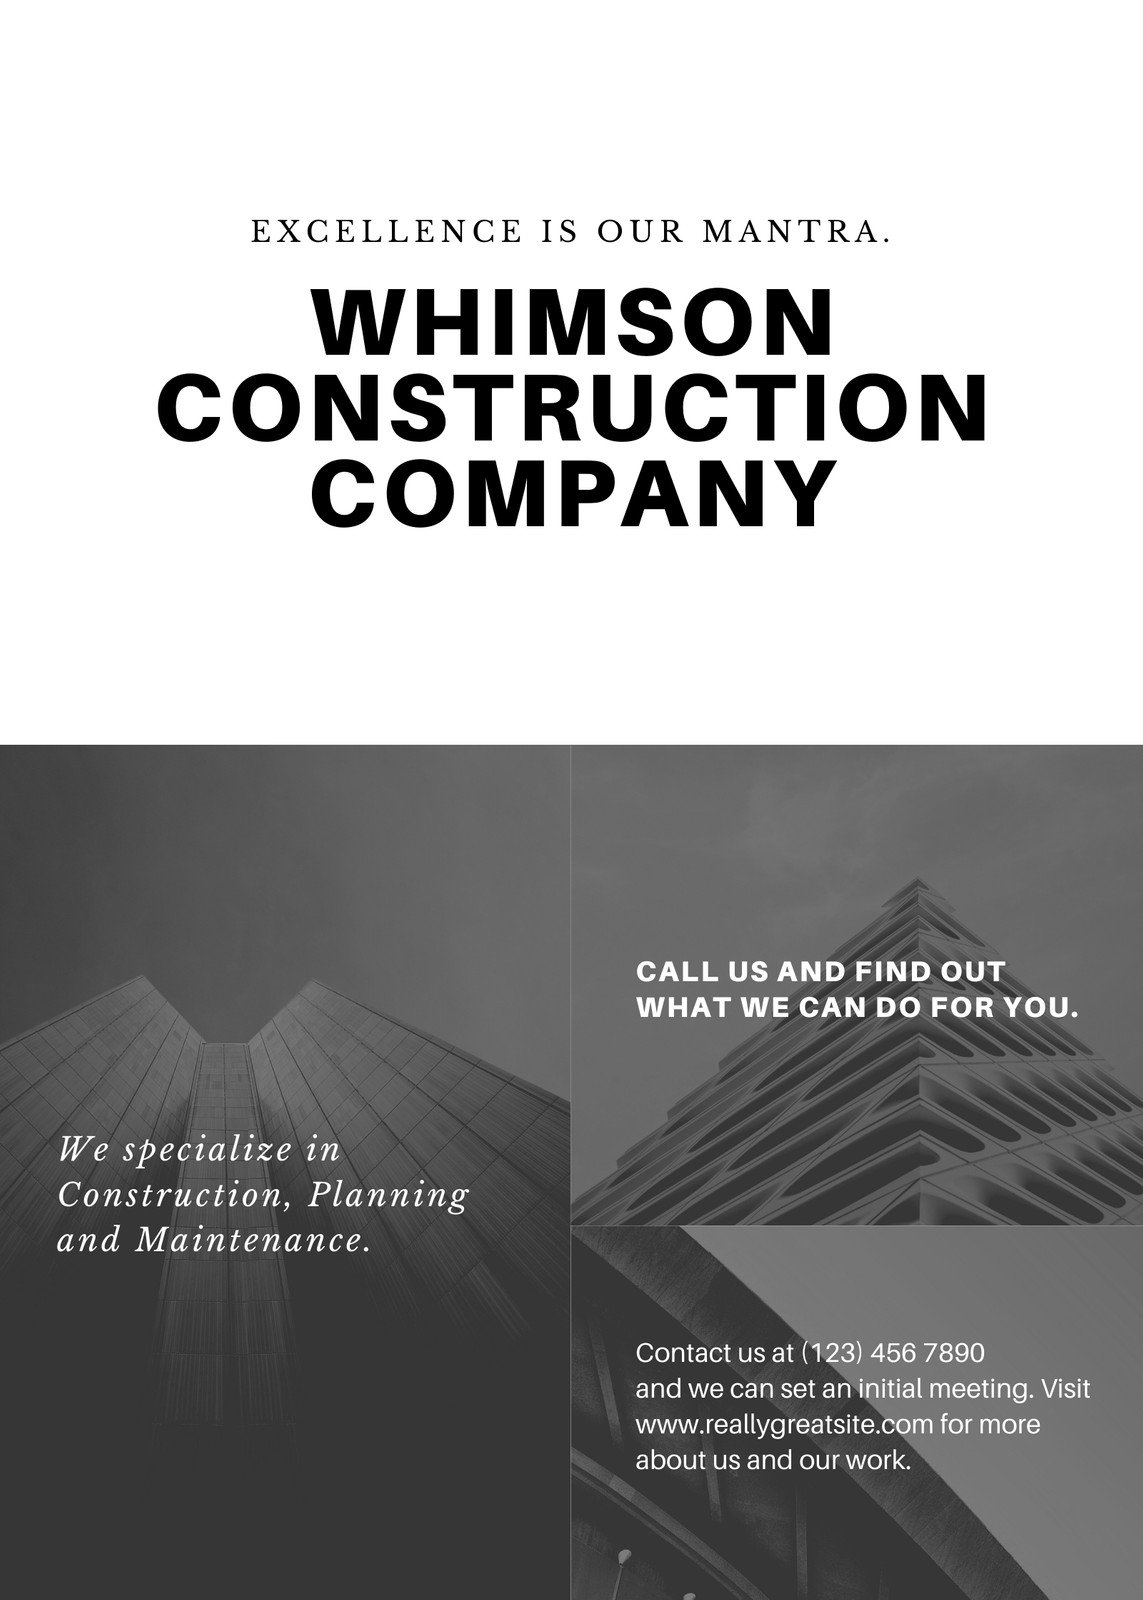 EXCELLENCE IS OUR MANTRA.
WHIMSON
CONSTRUCTION
COMPANY
We specialize in
Construction, Planning
and Maintenance.
CALL US AND FIND OUT
WHAT WE CAN DO FOR YOU.
Contact us at (123) 456 7890
and we can set an initial meeting. Visit
www.reallygreatsite.com for more
about us and our work.